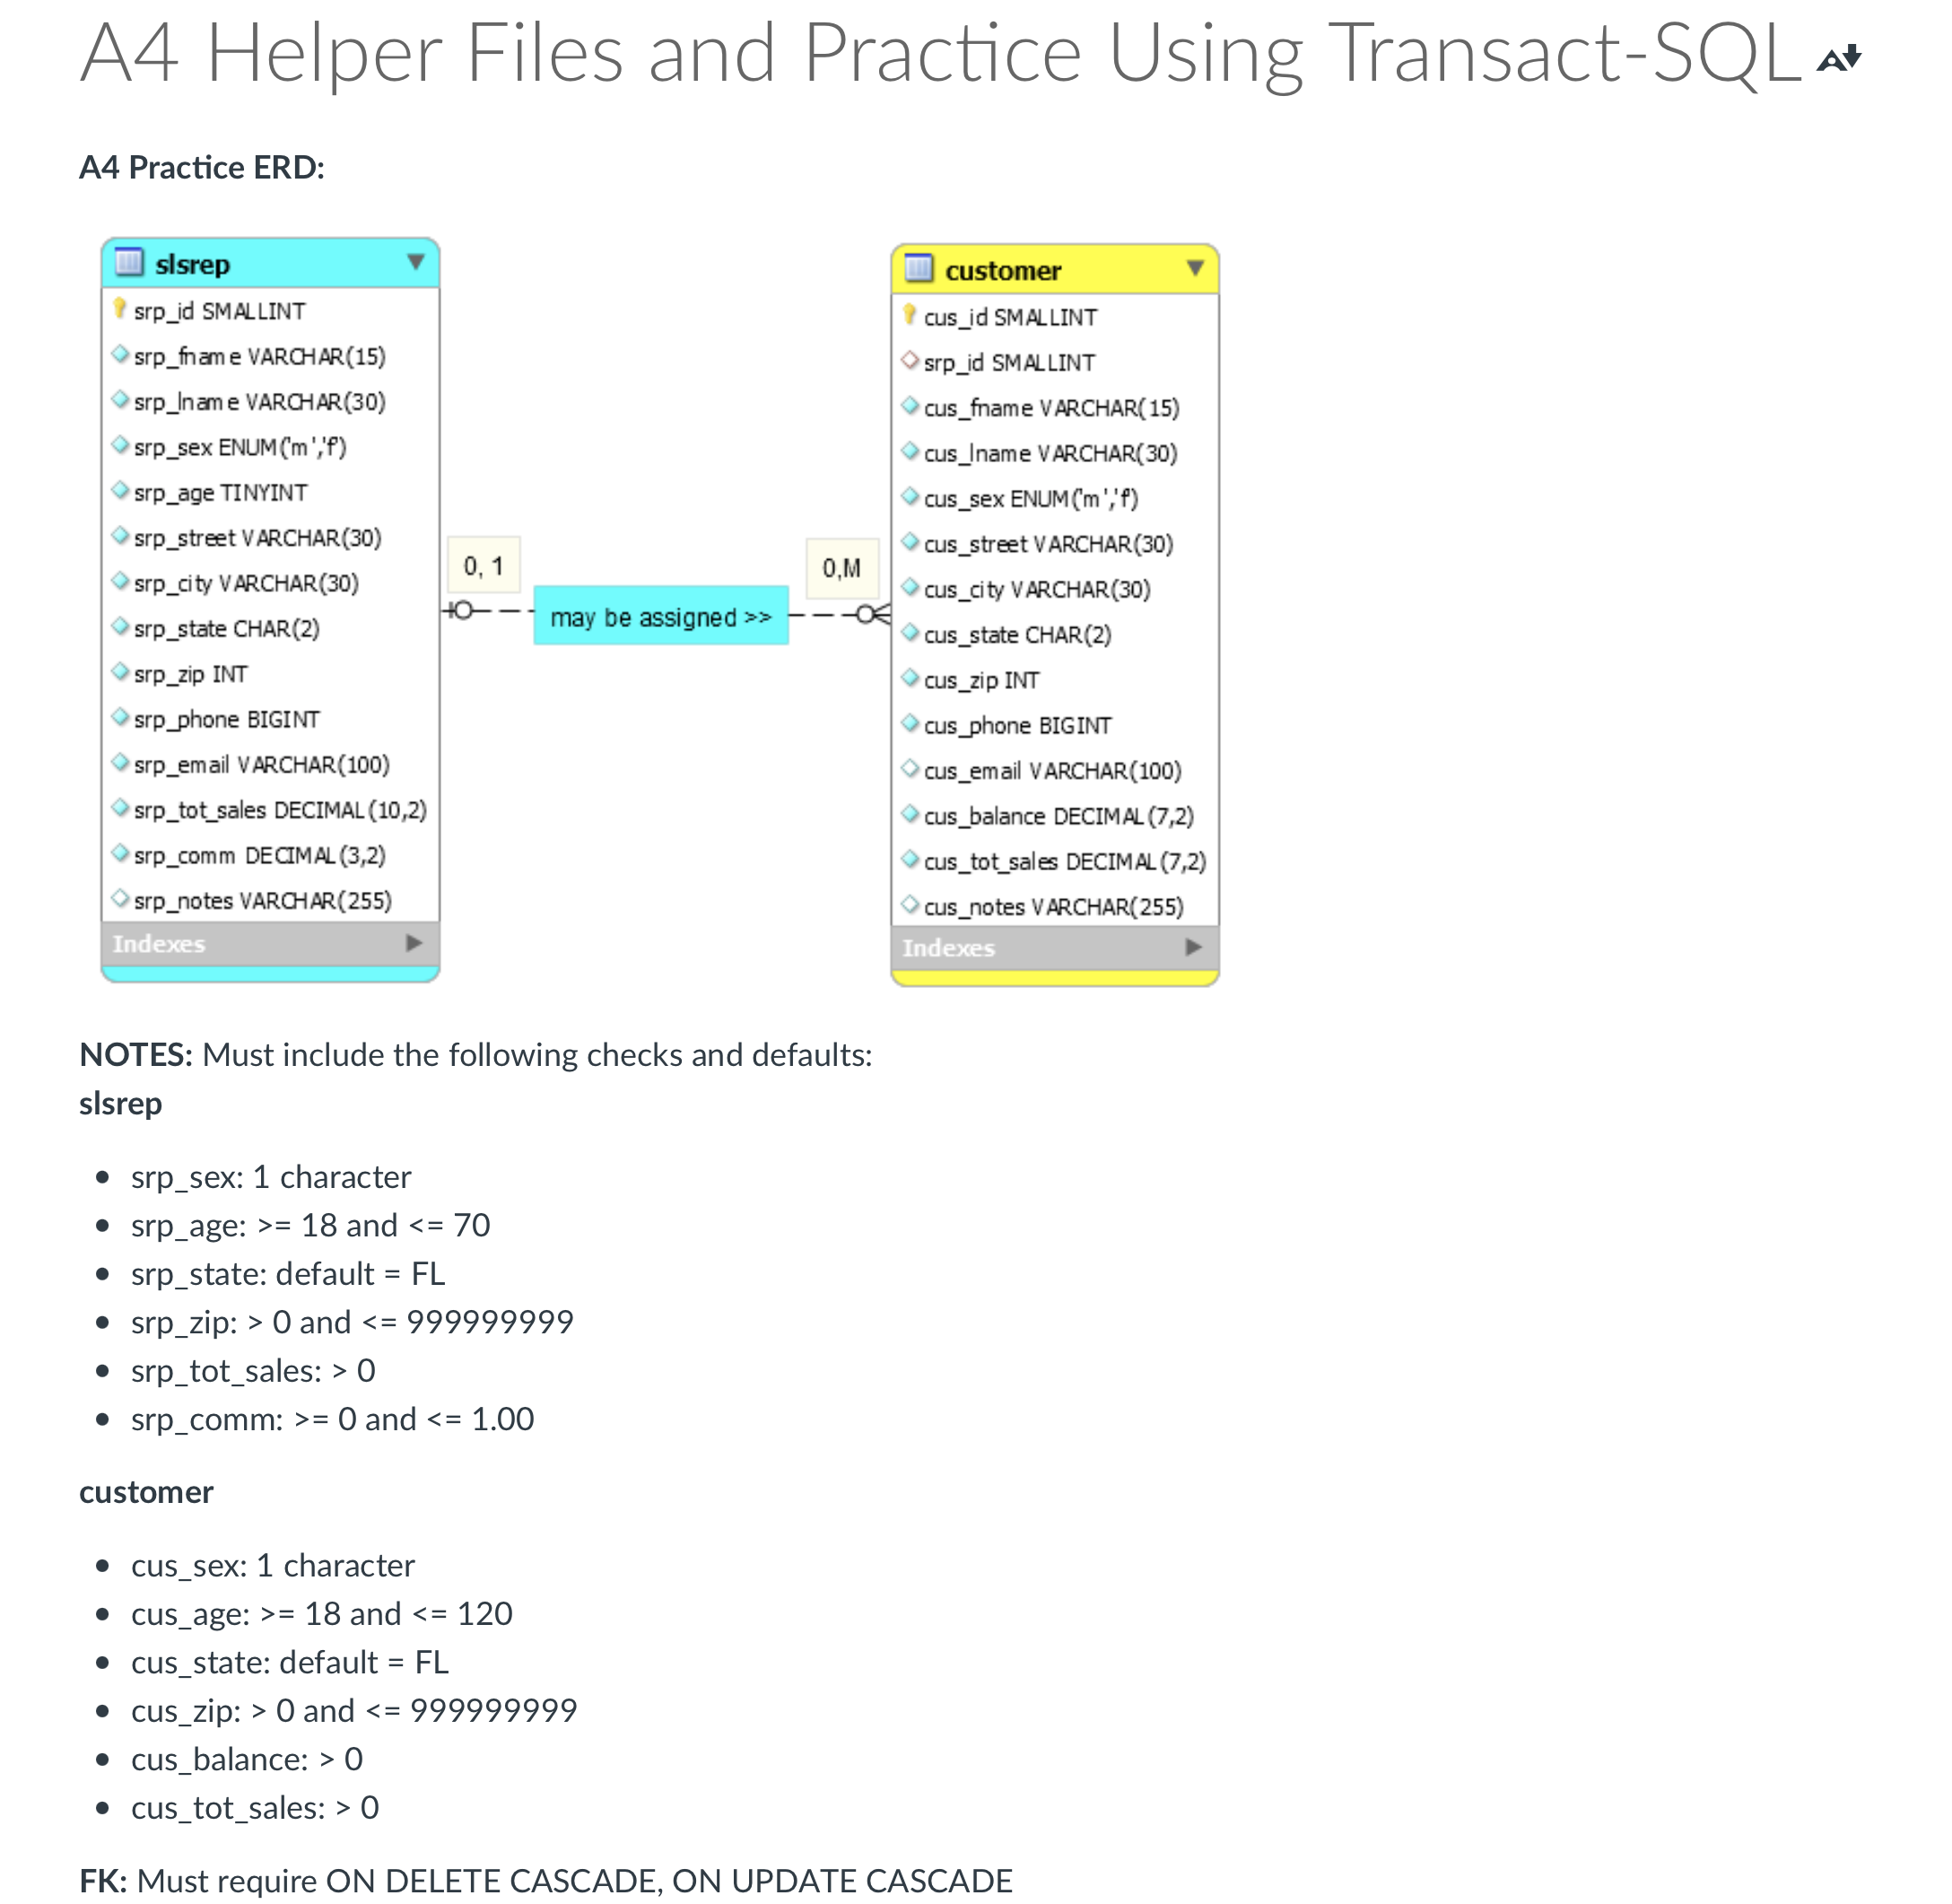 A4 Helper Files and Practice Using Transact-SQL
A4 Practice ERD:
slsrep
srp_id SMALLINT
srp_fname VARCHAR(15)
srp_lname VARCHAR(30)
srp_sex ENUM('m','f')
srp_age TINYINT
srp_street VARCHAR(30)
srp_city VARCHAR(30)
srp_state CHAR(2)
srp_zip INT
srp_phone BIGINT
srp_email VARCHAR(100)
srp_tot_sales DECIMAL(10,2)
srp_comm DECIMAL(3,2)
srp_notes VARCHAR(255)
Indexes
0, 1
may be assigned >>
0,M
customer
cus_id SMALLINT
srp_id SMALLINT
cus_fname VARCHAR(15)
cus_lname VARCHAR(30)
cus_sex ENUM('m','f')
cus_street VARCHAR(30)
cus_city VARCHAR(30)
cus_state CHAR(2)
cus_zip INT
cus_phone BIGINT
cus_email VARCHAR(100)
cus_balance DECIMAL(7,2)
cus_tot_sales DECIMAL(7,2)
cus_notes VARCHAR(255)
Indexes
NOTES: Must include the following checks and defaults:
slsrep
• srp_sex: 1 character
• srp_age: >= 18 and <= 70
• srp_state: default = FL
• srp_zip: > 0 and <= 999999999
• srp_tot_sales: > 0
• srp_comm: >= 0 and <= 1.00
customer
• cus_sex: 1 character
• cus_age: >= 18 and <= 120
• cus_state: default = FL
• cus_zip: > 0 and <= 999999999
• cus_balance: > 0
• cus_tot_sales: > 0
FK: Must require ON DELETE CASCADE, ON UPDATE CASCADE